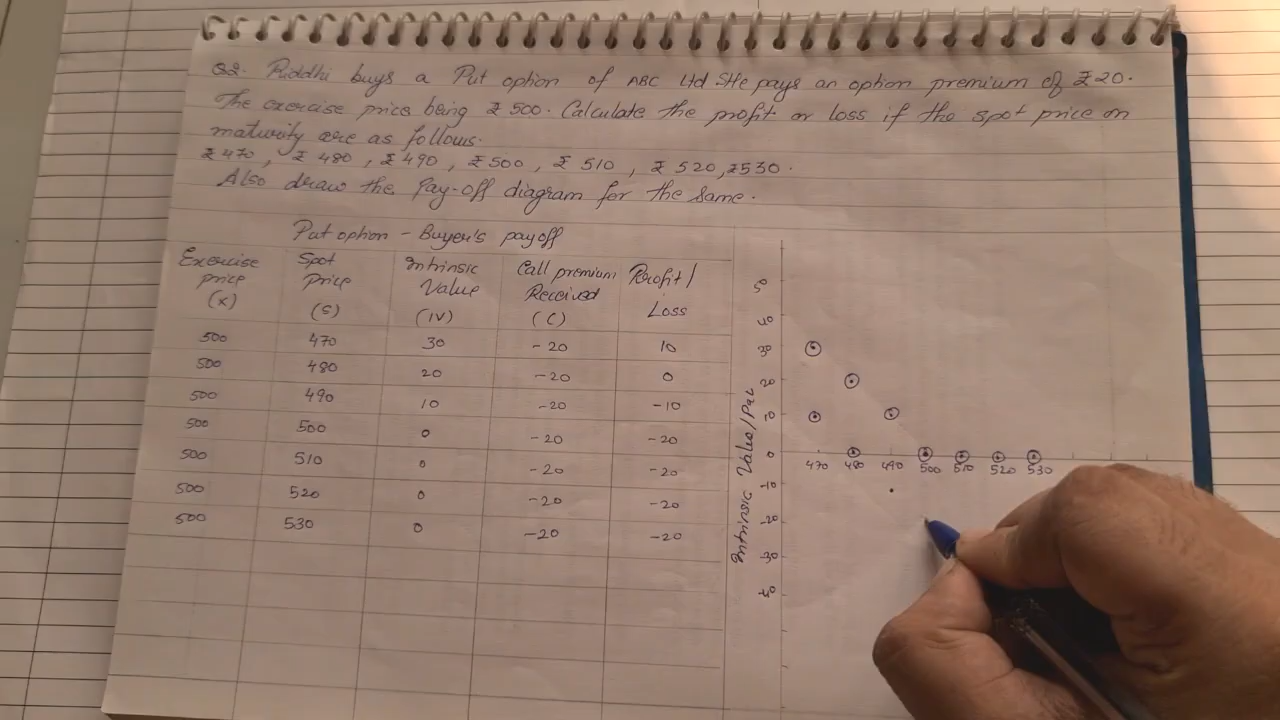 Q2. Riddhi buys a Put option of ABC Ltd. She pays an option premium of ₹20.
The exercise price being ₹500. Calculate the profit or loss if the spot price on
maturity are as follows.
₹470, ₹480, ₹490, ₹500, ₹510, ₹520, ₹530.
Also draw the Pay-off diagram for the same.
Put option - Buyer's payoff
Exercise price (X) Spot Price (S) Intrinsic Value (IV) Call premium Received (C) Profit/Loss
500 470 30 -20 10
500 480 20 -20 0
500 490 10 -20 -10
500 500 0 -20 -20
500 510 0 -20 -20
500 520 0 -20 -20
500 530 0 -20 -20
Intrinsic Value/
50
40
30
20
10
0
470 480 490 500 510 520 530
-10
-20
-30
-40